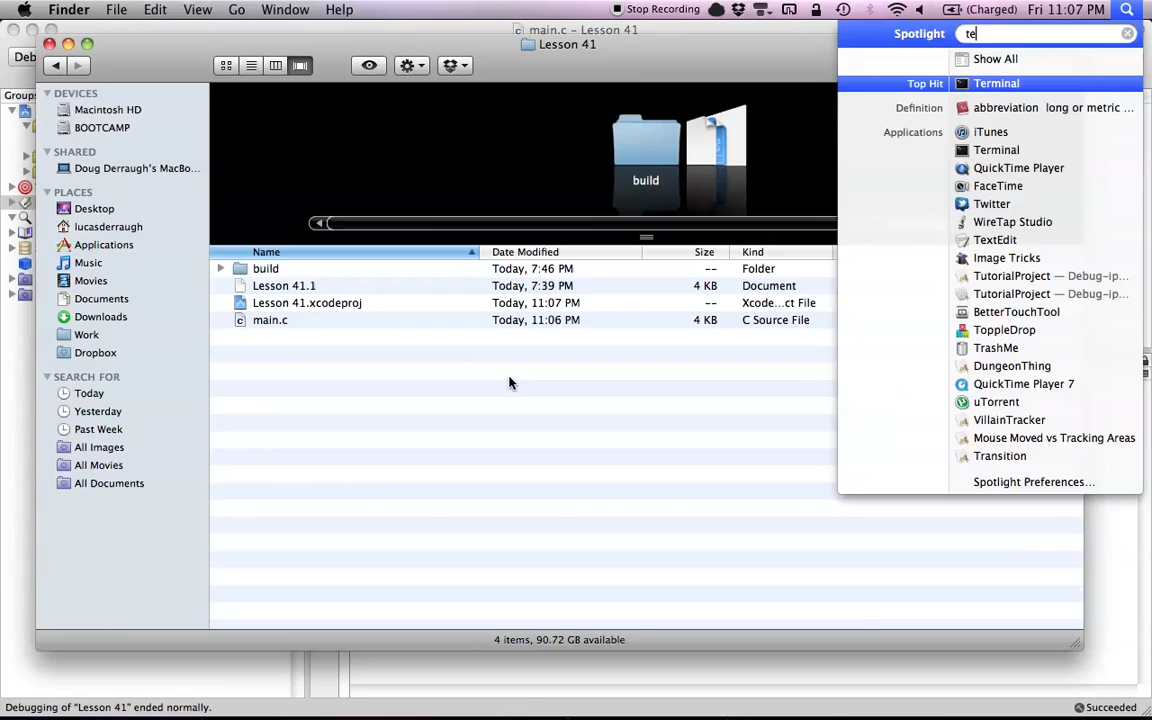 Finder File Edit View Go Window Help Stop Recording (Charged) Fri 11:07 PM
main.c – Lesson 41
Lesson 41
Spotlight te
Deb
Groups
Show All
Top Hit Terminal
Definition abbreviation long or metric ...
Applications iTunes
Terminal
QuickTime Player
FaceTime
Twitter
WireTap Studio
TextEdit
Image Tricks
TutorialProject — Debug-ip...
TutorialProject — Debug-ip...
BetterTouchTool
ToppleDrop
TrashMe
DungeonThing
QuickTime Player 7
uTorrent
VillainTracker
Mouse Moved vs Tracking Areas
Transition
Spotlight Preferences...
DEVICES
Macintosh HD
BOOTCAMP
SHARED
Doug Derraugh's MacBo...
PLACES
Desktop
lucasderraugh
Applications
Music
Movies
Documents
Downloads
Work
Dropbox
SEARCH FOR
Today
Yesterday
Past Week
All Images
All Movies
All Documents
build
Name Date Modified Size Kind
build Today, 7:46 PM -- Folder
Lesson 41.1 Today, 7:39 PM 4 KB Document
Lesson 41.xcodeproj Today, 11:07 PM -- Xcode...ct File
main.c Today, 11:06 PM 4 KB C Source File
4 items, 90.72 GB available
Debugging of "Lesson 41" ended normally. Succeeded